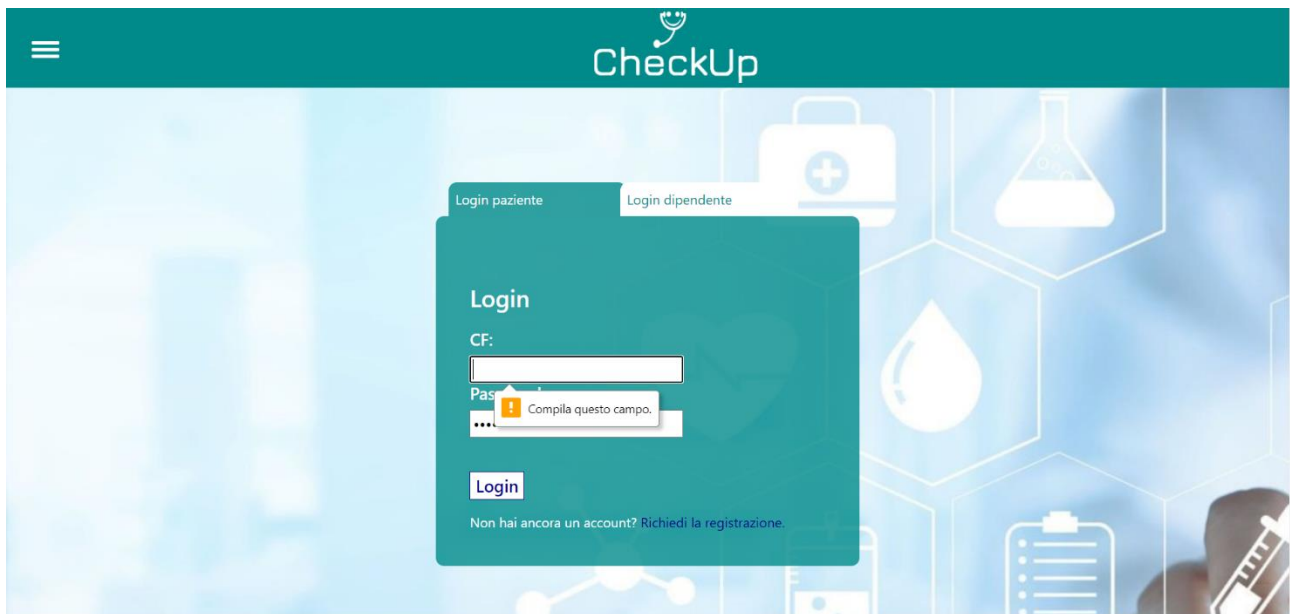 CheckUp
Login paziente
Login dipendente
Login
CF:
Compila questo campo.
Login
Non hai ancora un account? Richiedi la registrazione.